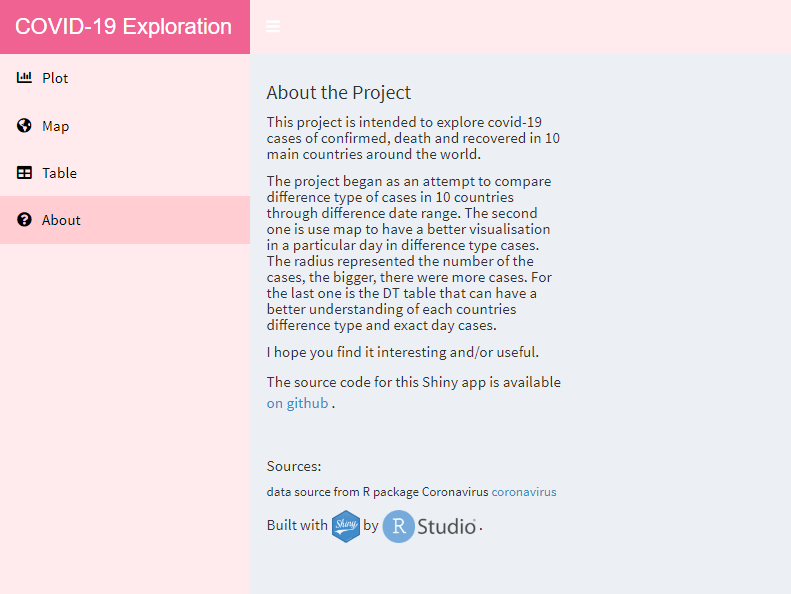 COVID-19 Exploration
Plot
Map
Table
About
About the Project
This project is intended to explore covid-19
cases of confirmed, death and recovered in 10
main countries around the world.
The project began as an attempt to compare
difference type of cases in 10 countries
through difference date range. The second
one is use map to have a better visualisation
in a particular day in difference type cases.
The radius represented the number of the
cases, the bigger, there were more cases. For
the last one is the DT table that can have a
better understanding of each countries
difference type and exact day cases.
I hope you find it interesting and/or useful.
The source code for this Shiny app is available
on github .
Sources:
data source from R package Coronavirus coronavirus
Built with Shiny by R Studio .